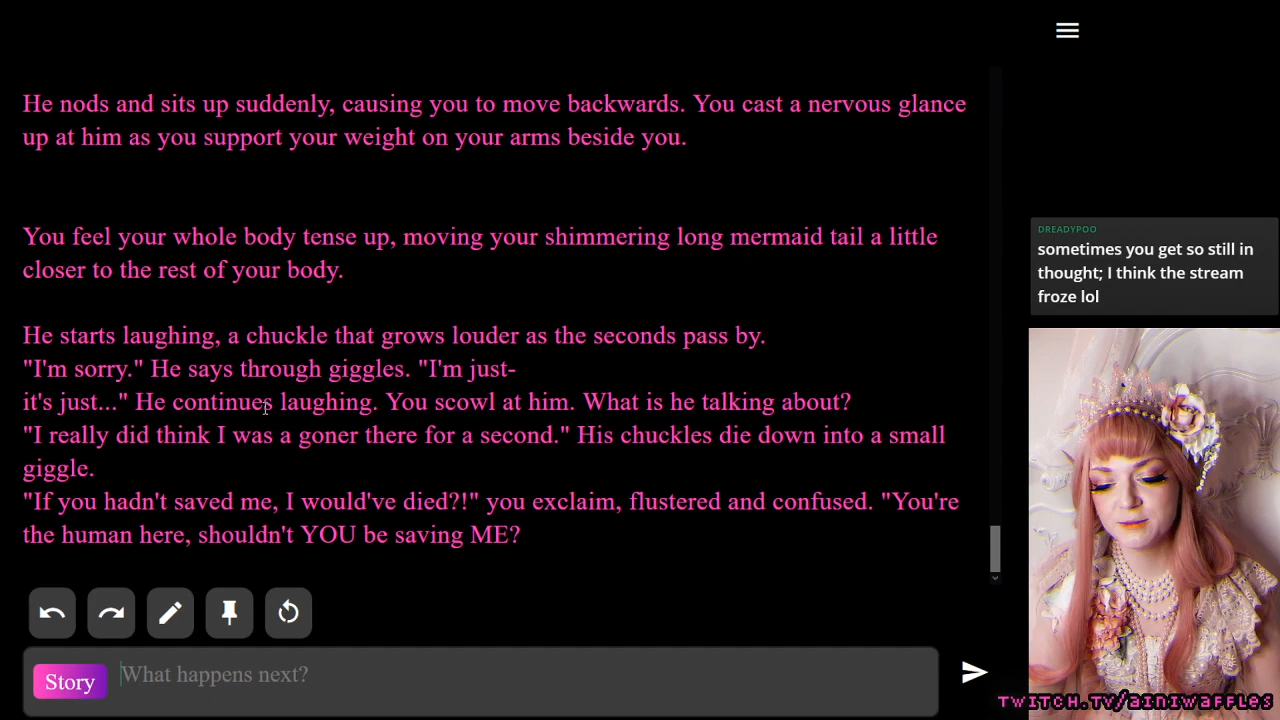 He nods and sits up suddenly, causing you to move backwards. You cast a nervous glance
up at him as you support your weight on your arms beside you.
You feel your whole body tense up, moving your shimmering long mermaid tail a little
closer to the rest of your body.
He starts laughing, a chuckle that grows louder as the seconds pass by.
"I'm sorry." He says through giggles. "I'm just-
it's just..." He continues laughing. You scowl at him. What is he talking about?
"I really did think I was a goner there for a second." His chuckles die down into a small
giggle.
"If you hadn't saved me, I would've died?!" you exclaim, flustered and confused. "You're
the human here, shouldn't YOU be saving ME?
Story
What happens next?
DREADYPOO
sometimes you get so still in
thought; I think the stream
froze lol
TWITCH.TV/AINIWAFFLES